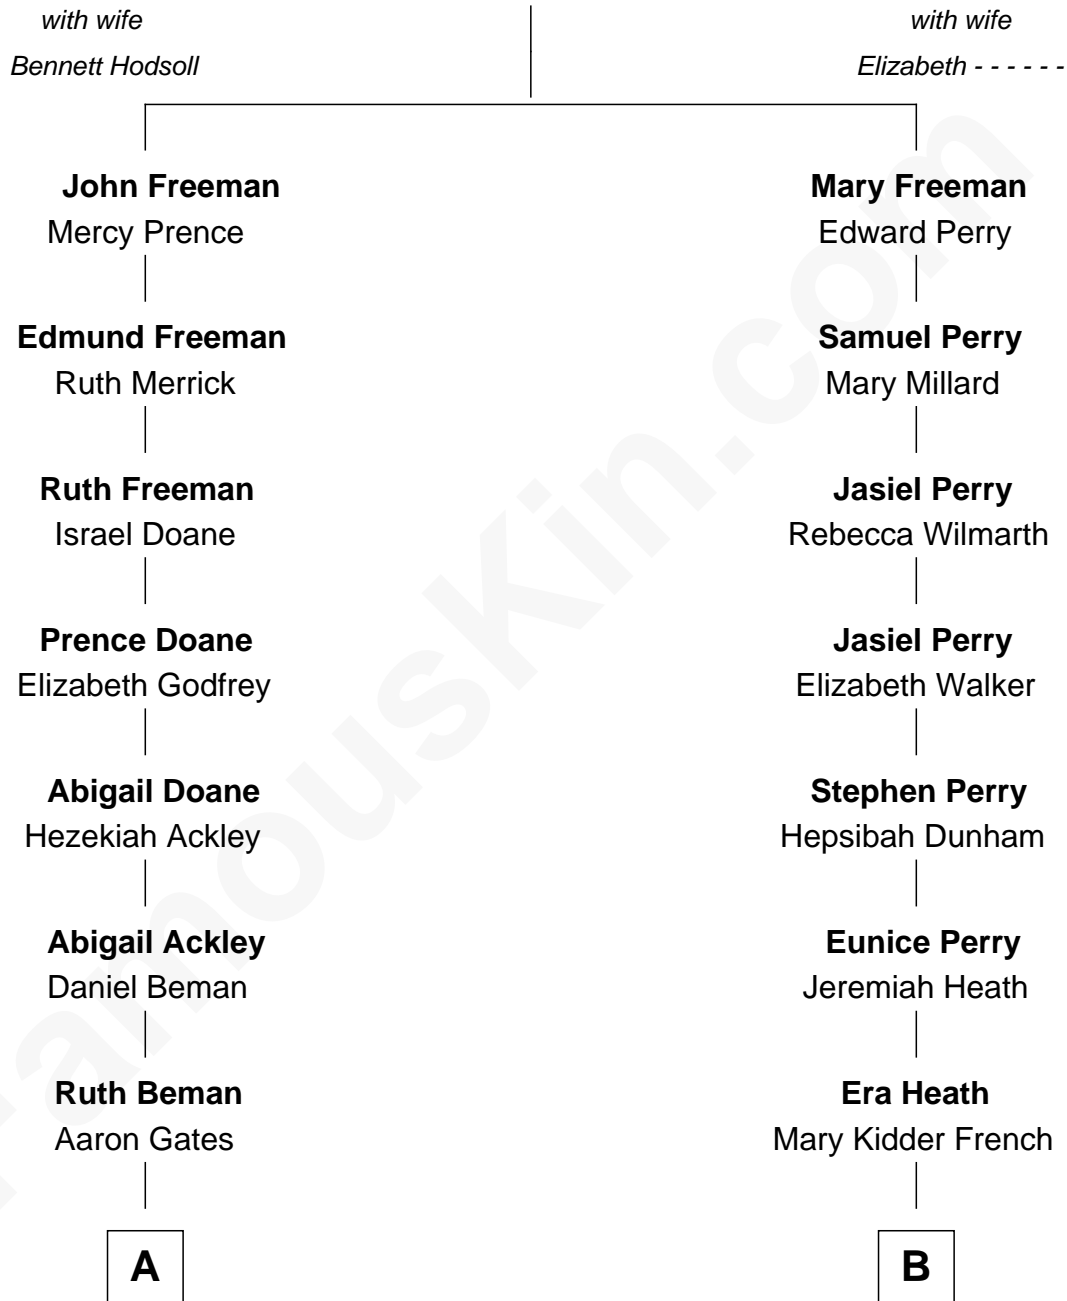 with wife
Bennett Hodsoll
with wife
Elizabeth - - - - - -
John Freeman
Mercy Prence
Mary Freeman
Edward Perry
Edmund Freeman
Ruth Merrick
Samuel Perry
Mary Millard
Ruth Freeman
Israel Doane
Jasiel Perry
Rebecca Wilmarth
Prence Doane
Elizabeth Godfrey
Jasiel Perry
Elizabeth Walker
Abigail Doane
Hezekiah Ackley
Stephen Perry
Hepsibah Dunham
Abigail Ackley
Daniel Beman
Eunice Perry
Jeremiah Heath
Ruth Beman
Aaron Gates
Era Heath
Mary Kidder French
A
B
FamousKin.com